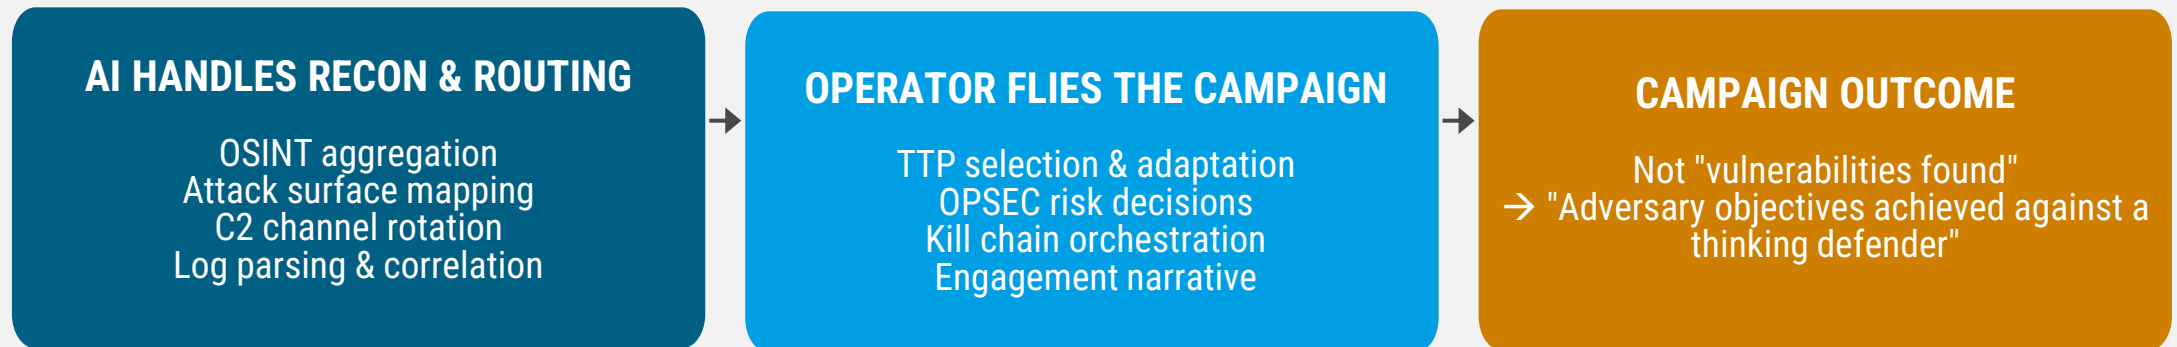 AI HANDLES RECON & ROUTING
OSINT aggregation
Attack surface mapping
C2 channel rotation
Log parsing & correlation
OPERATOR FLIES THE CAMPAIGN
TTP selection & adaptation
OPSEC risk decisions
Kill chain orchestration
Engagement narrative
CAMPAIGN OUTCOME
Not "vulnerabilities found"
→ "Adversary objectives achieved against a
thinking defender"